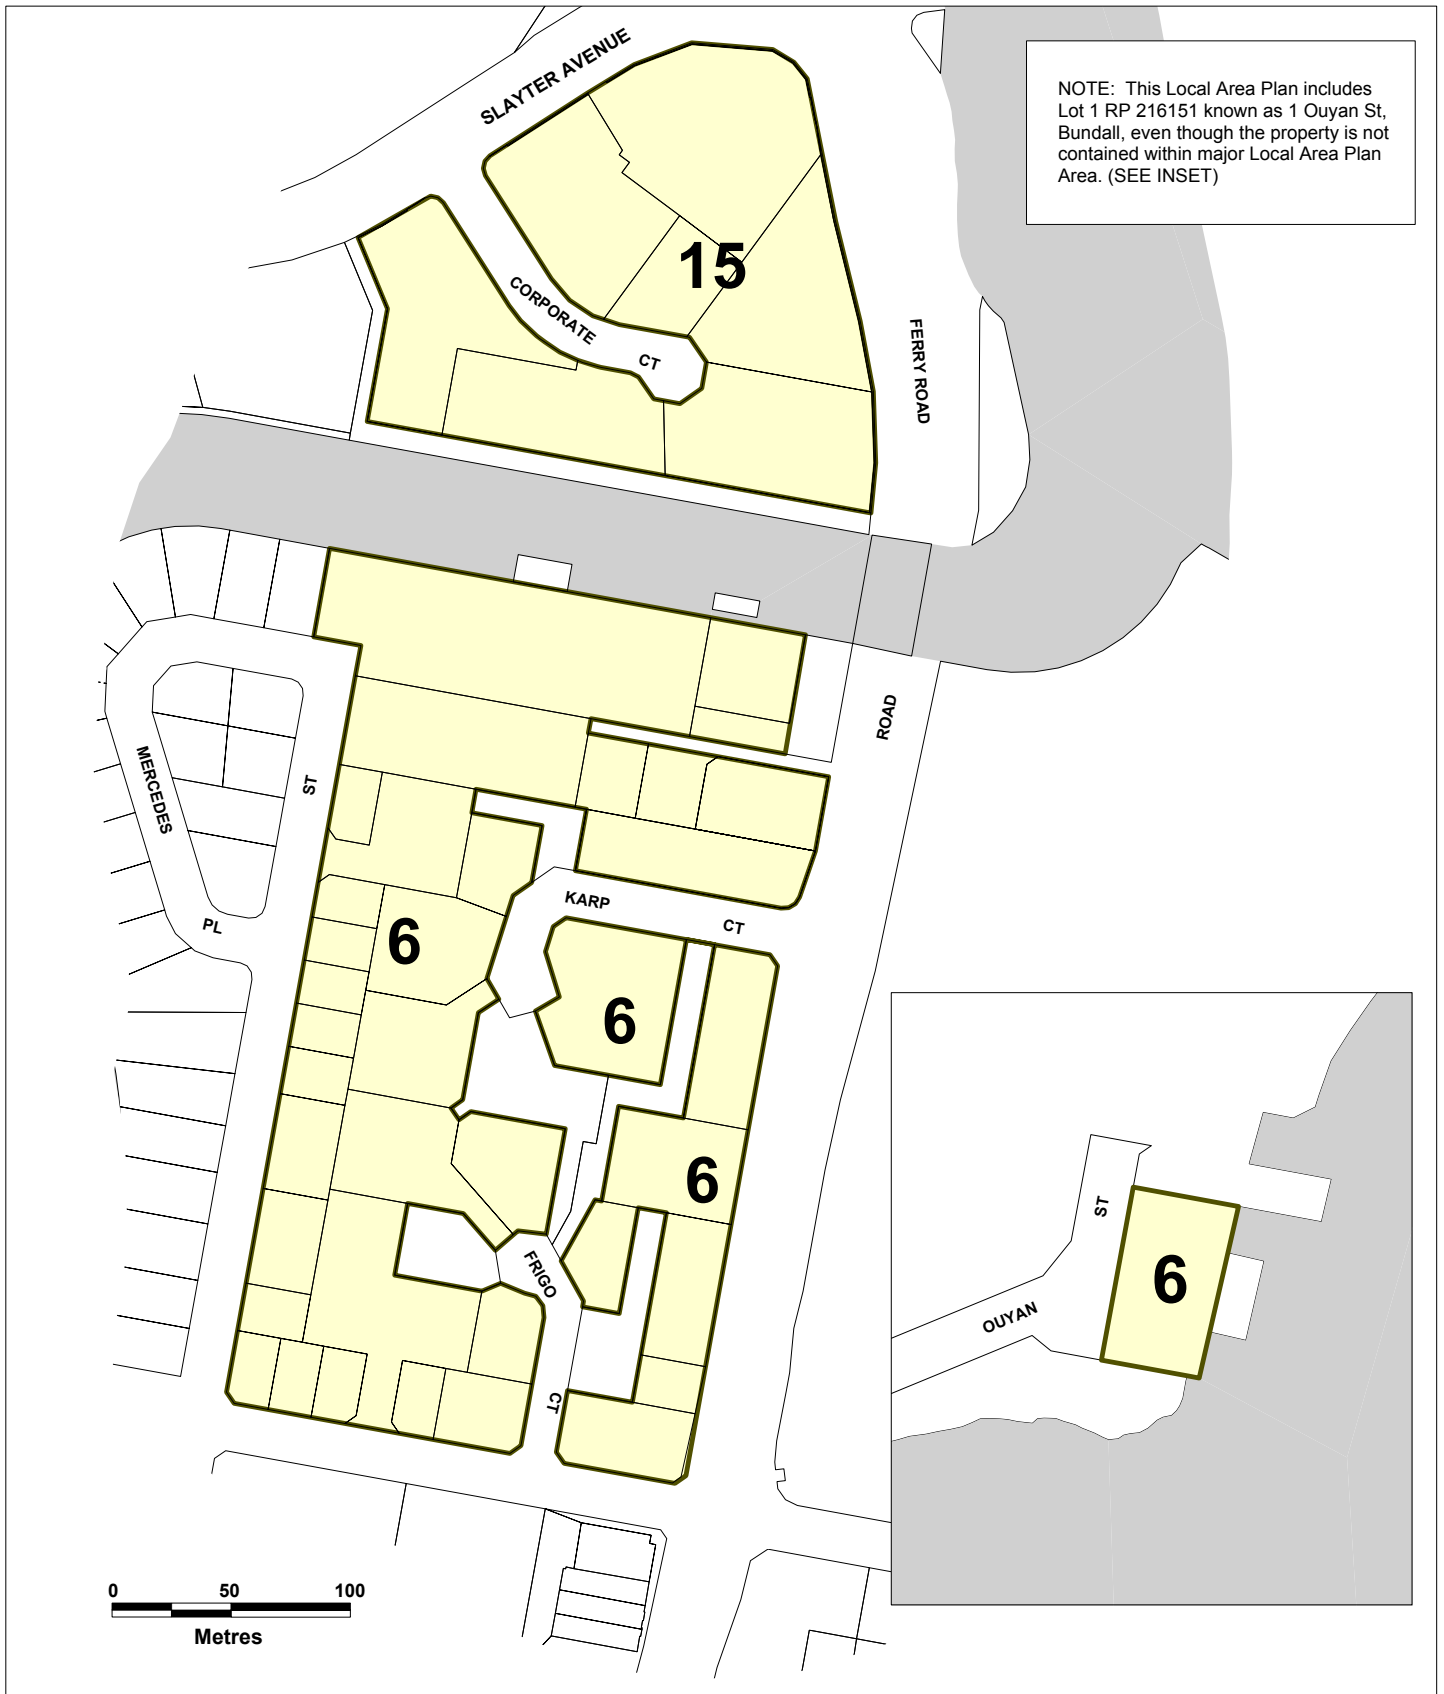 SLAYTER AVENUE
NOTE: This Local Area Plan includes
Lot 1 RP 216151 known as 1 Ouyan St,
Bundall, even though the property is not
contained within major Local Area Plan
Area. (SEE INSET)
15
CORPORATE
CT
FERRY ROAD
ROAD
MERCEDES
ST
PL
KARP
CT
6
6
6
FRIGO
CT
ST
OUYAN
6
0 50 100
Metres